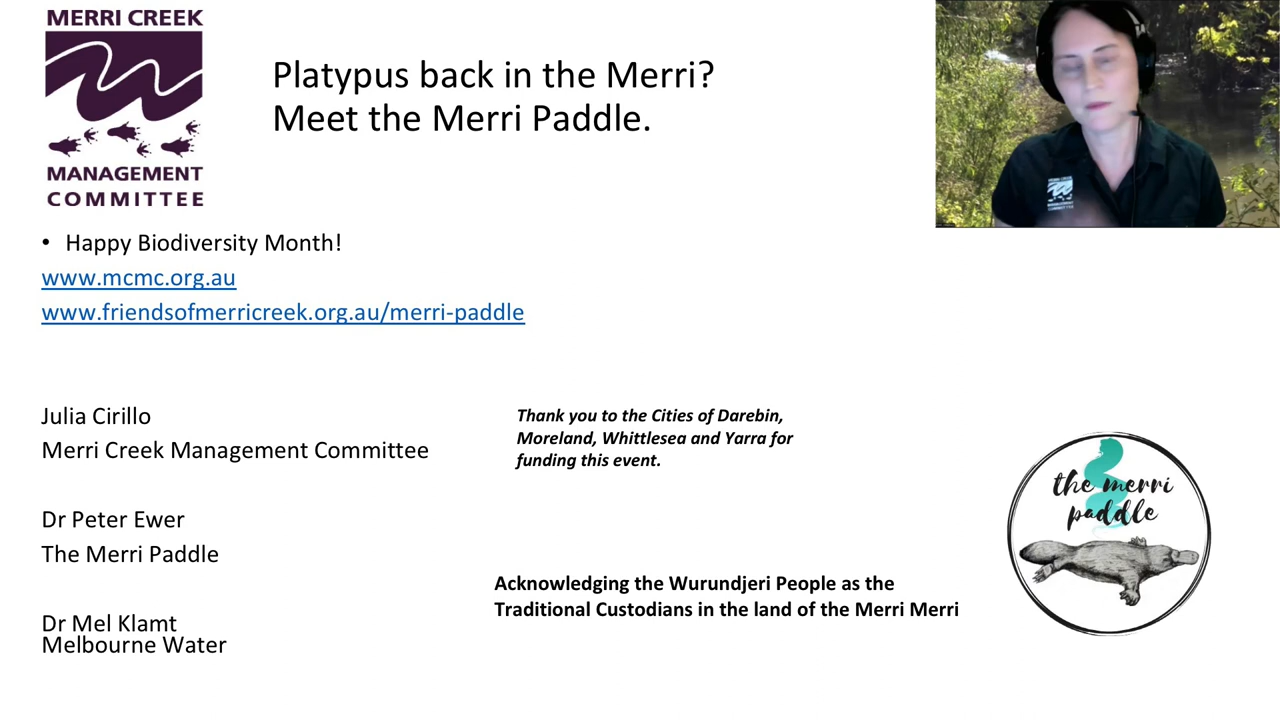 MERRI CREEK
MANAGEMENT
COMMITTEE
Platypus back in the Merri?
Meet the Merri Paddle.
• Happy Biodiversity Month!
www.mcmc.org.au
www.friendsofmerricreek.org.au/merri-paddle
Julia Cirillo
Merri Creek Management Committee
Dr Peter Ewer
The Merri Paddle
Dr Mel Klamt
Melbourne Water
Thank you to the Cities of Darebin,
Moreland, Whittlesea and Yarra for
funding this event.
Acknowledging the Wurundjeri People as the
Traditional Custodians in the land of the Merri Merri
the merri
paddle
MERRI CREEK
MANAGEMENT
COMMITTEE